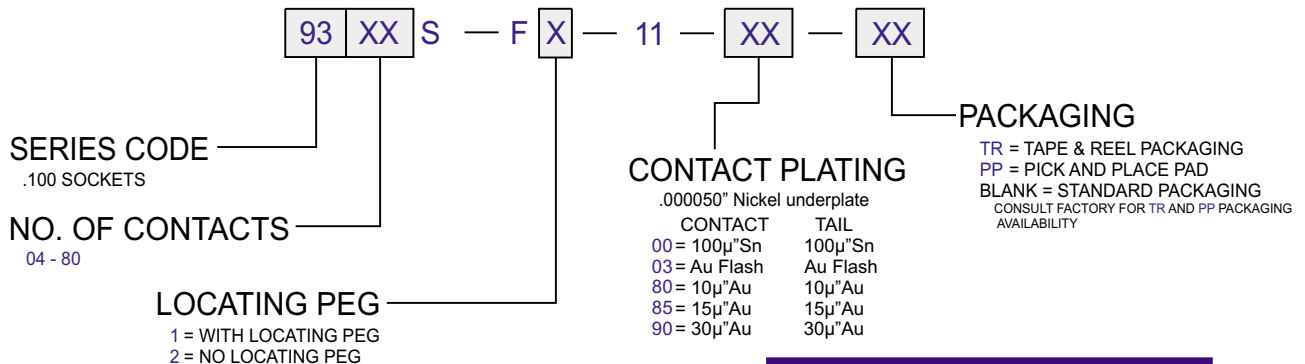 93 XX S — F X — 11 — XX — XX
SERIES CODE
.100 SOCKETS
NO. OF CONTACTS
04 - 80
LOCATING PEG
1 = WITH LOCATING PEG
2 = NO LOCATING PEG
CONTACT PLATING
.000050” Nickel underplate
CONTACT TAIL
00 = 100µ”Sn 100µ”Sn
03 = Au Flash Au Flash
80 = 10µ”Au 10µ”Au
85 = 15µ”Au 15µ”Au
90 = 30µ”Au 30µ”Au
PACKAGING
TR = TAPE & REEL PACKAGING
PP = PICK AND PLACE PAD
BLANK = STANDARD PACKAGING
CONSULT FACTORY FOR TR AND PP PACKAGING
AVAILABILITY